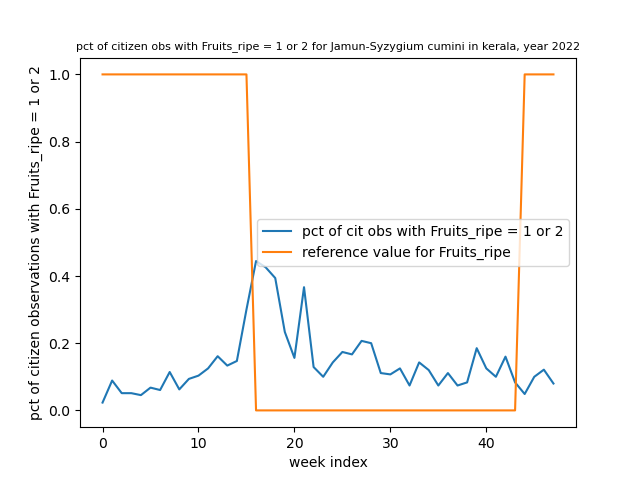 pct of citizen obs with Fruits_ripe = 1 or 2 for Jamun-Syzygium cumini in kerala, year 2022
pct of citizen observations with Fruits_ripe = 1 or 2
1.0
0.8
0.6
0.4
0.2
0.0
pct of cit obs with Fruits_ripe = 1 or 2
reference value for Fruits_ripe
0 10 20 30 40
week index